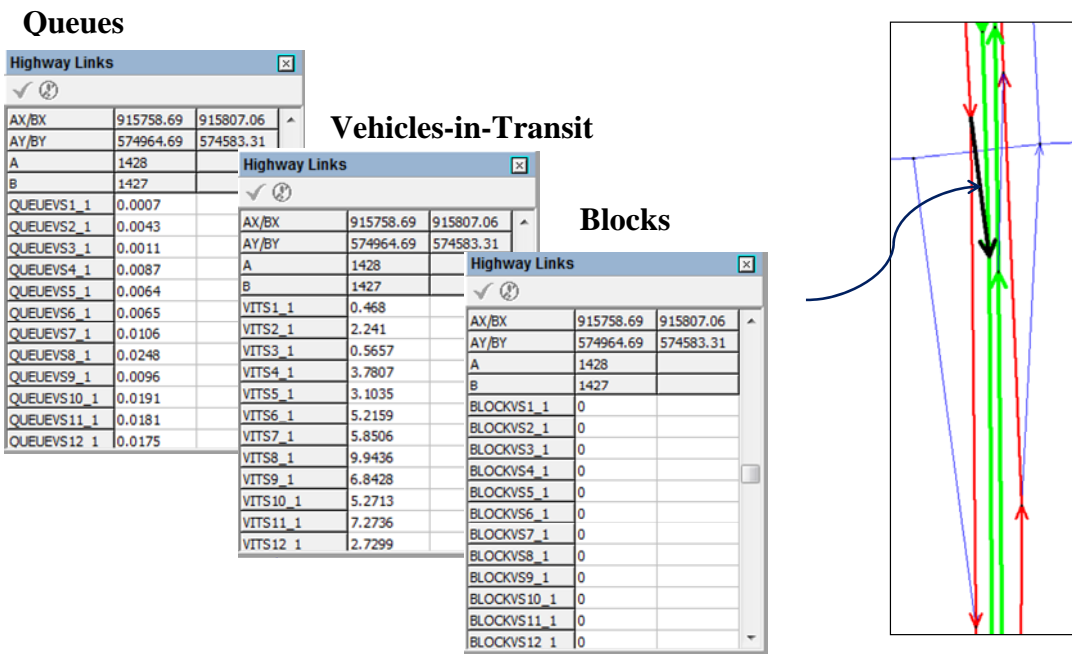 Queues
Highway Links
AX/BX 915758.69 915807.06
AY/BY 574964.69 574583.31
A 1428
B 1427
QUEUEVS1_1 0.0007
QUEUEVS2_1 0.0043
QUEUEVS3_1 0.0011
QUEUEVS4_1 0.0087
QUEUEVS5_1 0.0064
QUEUEVS6_1 0.0065
QUEUEVS7_1 0.0106
QUEUEVS8_1 0.0248
QUEUEVS9_1 0.0096
QUEUEVS10_1 0.0191
QUEUEVS11_1 0.0181
QUEUEVS12_1 0.0175
Vehicles-in-Transit
Highway Links
AX/BX 915758.69 915807.06
AY/BY 574964.69 574583.31
A 1428
B 1427
VITS1_1 0.468
VITS2_1 2.241
VITS3_1 0.5657
VITS4_1 3.7807
VITS5_1 3.1035
VITS6_1 5.2159
VITS7_1 5.8506
VITS8_1 9.9436
VITS9_1 6.8428
VITS10_1 5.2713
VITS11_1 7.2736
VITS12_1 2.7299
Blocks
Highway Links
AX/BX 915758.69 915807.06
AY/BY 574964.69 574583.31
A 1428
B 1427
BLOCKVS1_1 0
BLOCKVS2_1 0
BLOCKVS3_1 0
BLOCKVS4_1 0
BLOCKVS5_1 0
BLOCKVS6_1 0
BLOCKVS7_1 0
BLOCKVS8_1 0
BLOCKVS9_1 0
BLOCKVS10_1 0
BLOCKVS11_1 0
BLOCKVS12_1 0